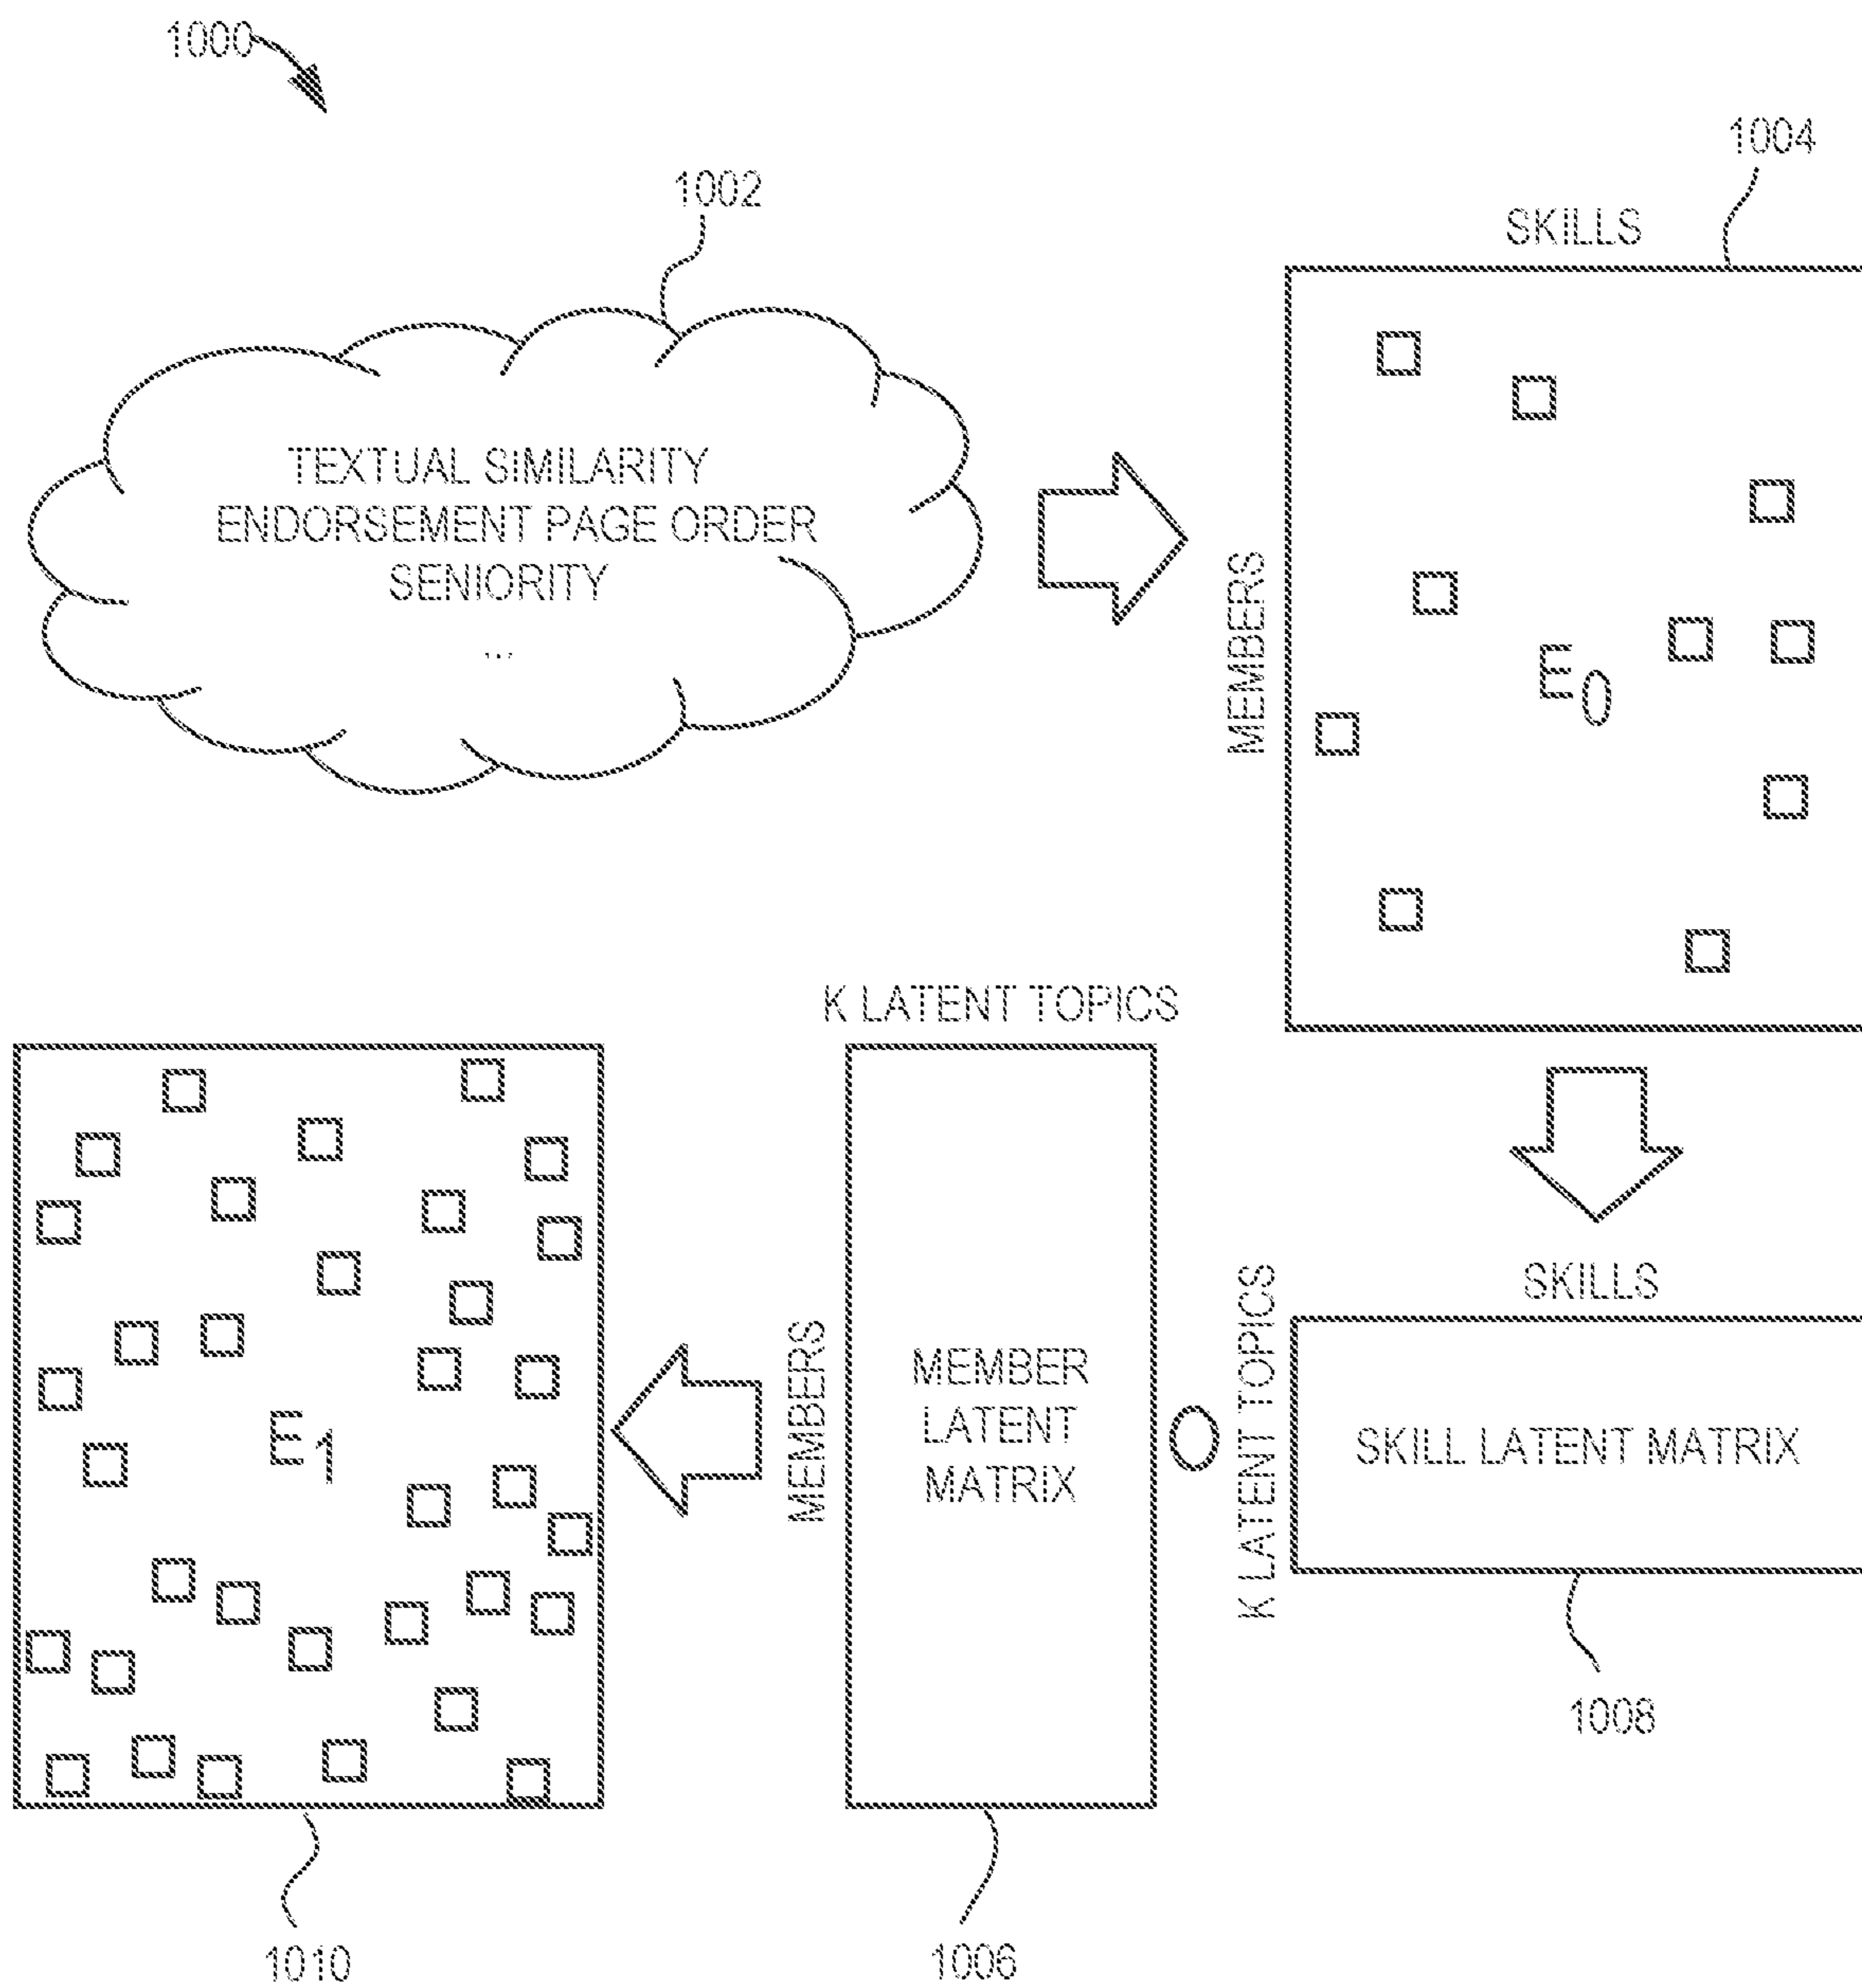 1000
1002
1004
SKILLS
TEXTUAL SIMILARITY
ENDORSEMENT PAGE ORDER
SENIORITY
...
MEMBERS
E0
K LATENT TOPICS
SKILLS
K LATENT TOPICS
MEMBERS
MEMBER
LATENT
MATRIX
SKILL LATENT MATRIX
E1
1008
1010
1006